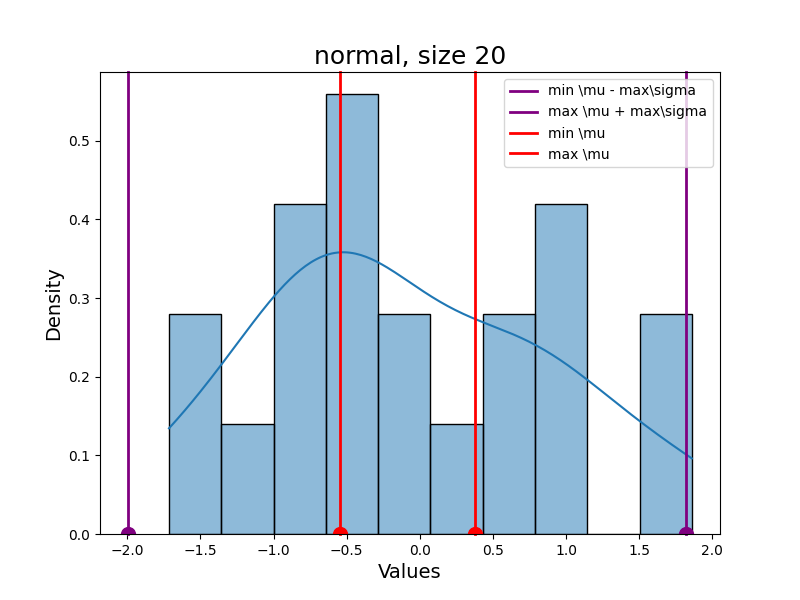 normal, size 20
min \mu - max\sigma
max \mu + max\sigma
min \mu
max \mu
Density
0.5
0.4
0.3
0.2
0.1
0.0
−2.0 −1.5 −1.0 −0.5 0.0 0.5 1.0 1.5 2.0
Values